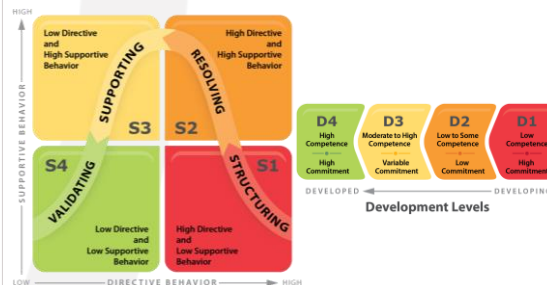 HIGH
SUPPORTIVE BEHAVIOR
Low Directive
and
High Supportive
Behavior
SUPPORTING
S3
High Directive
and
High Supportive
Behavior
RESOLVING
S2
S4
VALIDATING
Low Directive
and
Low Supportive
Behavior
S1
STRUCTURING
High Directive
and
Low Supportive
Behavior
LOW
DIRECTIVE BEHAVIOR
HIGH
D4
High
Competence
High
Commitment
D3
Moderate to High
Competence
Variable
Commitment
D2
Low to Some
Competence
Low
Commitment
D1
Low
Competence
High
Commitment
DEVELOPED
DEVELOPING
Development Levels